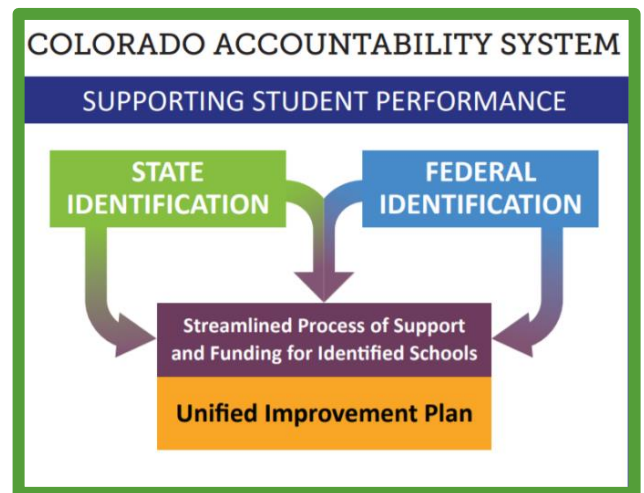 COLORADO ACCOUNTABILITY SYSTEM
SUPPORTING STUDENT PERFORMANCE
STATE
IDENTIFICATION
FEDERAL
IDENTIFICATION
Streamlined Process of Support
and Funding for Identified Schools
Unified Improvement Plan